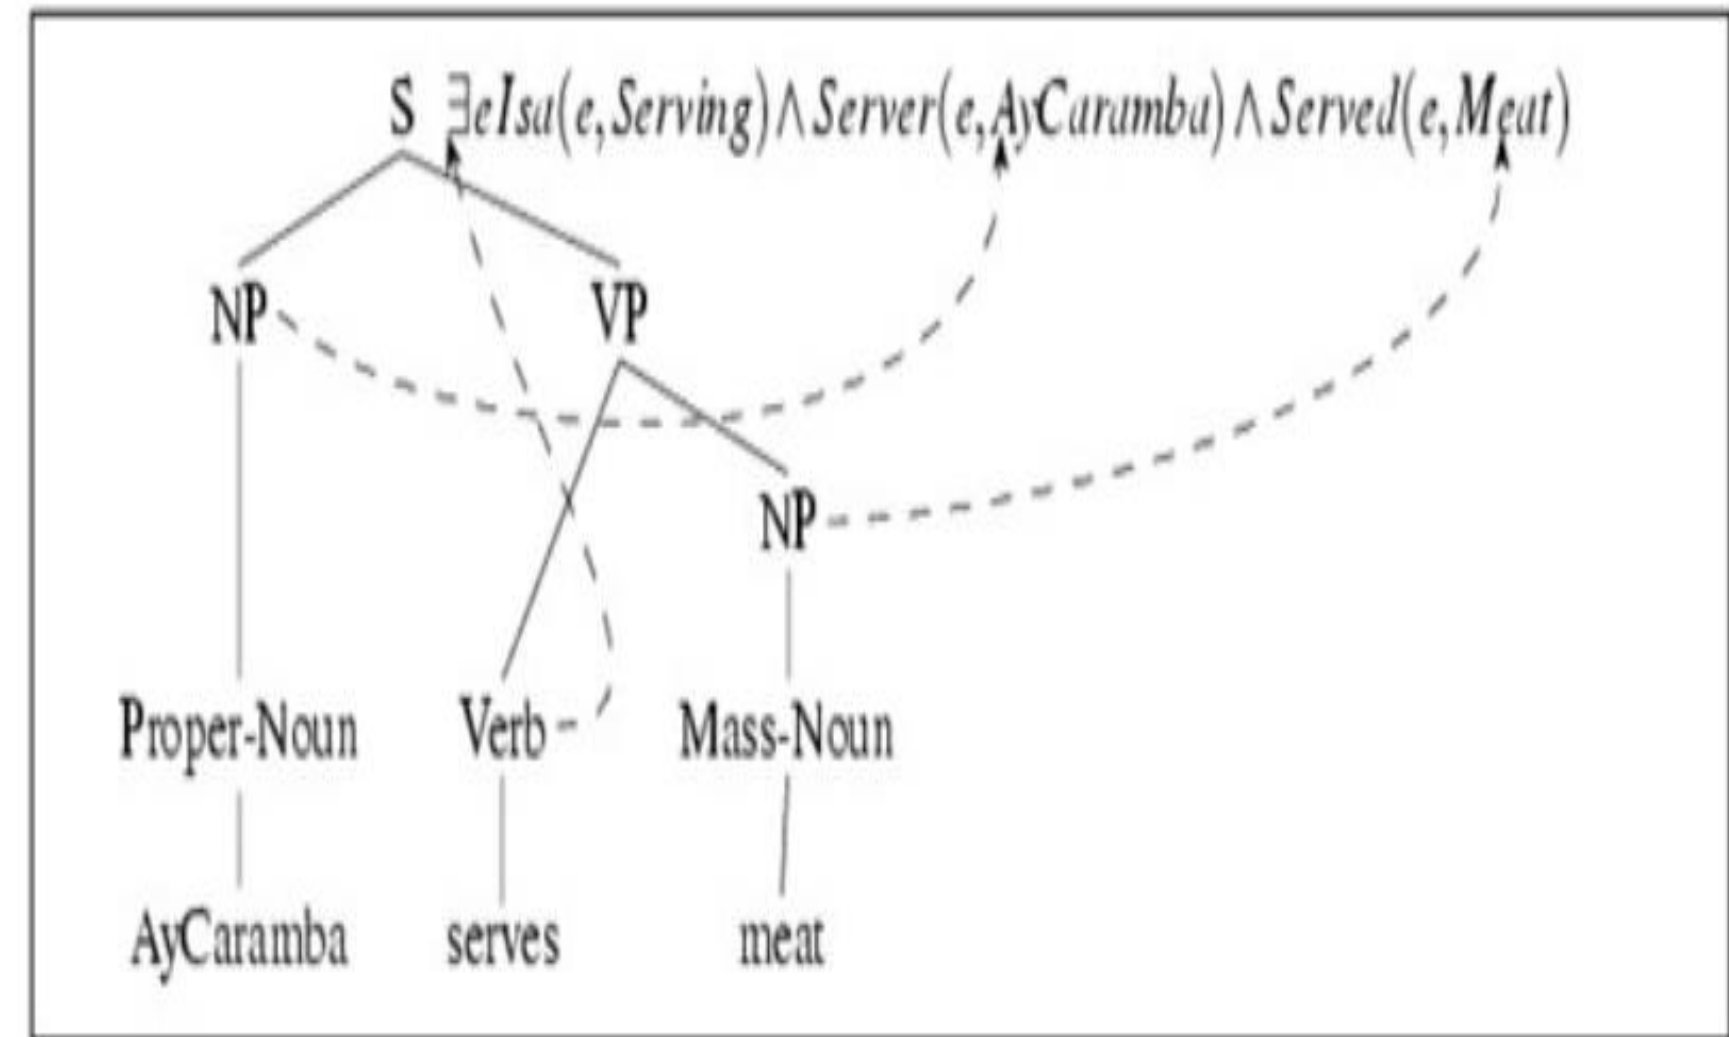 S ∃eIsa(e,Serving)∧Server(e,AyCaramba)∧Served(e,Meat)
NP VP
NP
Proper-Noun Verb Mass-Noun
AyCaramba serves meat